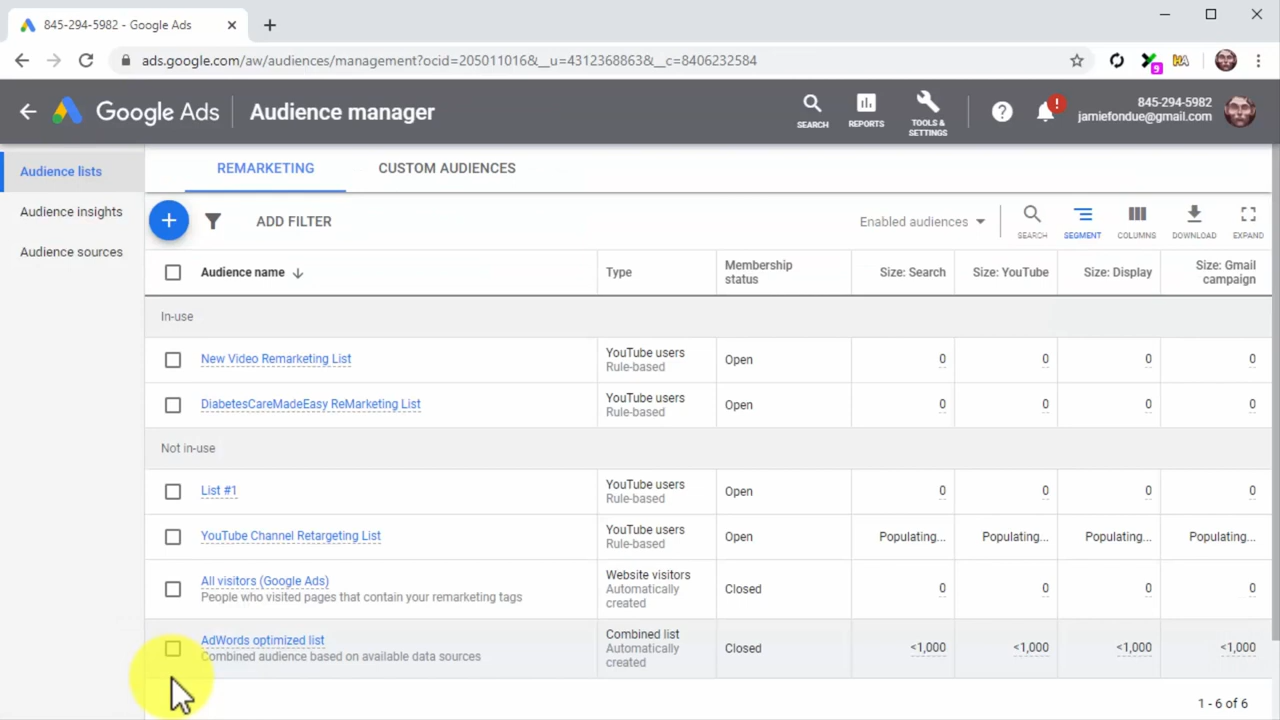 845-294-5982 - Google Ads
ads.google.com/aw/audiences/management?ocid=205011016&__u=4312368863&__c=8406232584
9
Google Ads
Audience manager
SEARCH
REPORTS
TOOLS &
SETTINGS
!
845-294-5982
jamiefondue@gmail.com
Audience lists
Audience insights
Audience sources
REMARKETING
CUSTOM AUDIENCES
ADD FILTER
Enabled audiences
SEARCH
SEGMENT
COLUMNS
DOWNLOAD
EXPAND
Audience name
Type
Membership
status
Size: Search
Size: YouTube
Size: Display
Size: Gmail
campaign
In-use
New Video Remarketing List
YouTube users
Rule-based
Open
0
0
0
0
DiabetesCareMadeEasy ReMarketing List
YouTube users
Rule-based
Open
0
0
0
0
Not in-use
List #1
YouTube users
Rule-based
Open
0
0
0
0
YouTube Channel Retargeting List
YouTube users
Rule-based
Open
Populating...
Populating...
Populating...
Populating...
All visitors (Google Ads)
People who visited pages that contain your remarketing tags
Website visitors
Automatically
created
Closed
0
0
0
0
AdWords optimized list
Combined audience based on available data sources
Combined list
Automatically
created
Closed
<1,000
<1,000
<1,000
<1,000
1 - 6 of 6